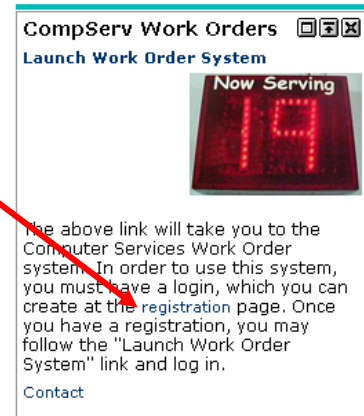 CompServ Work Orders
Launch Work Order System
Now Serving
19
The above link will take you to the
Computer Services Work Order
system. In order to use this system,
you must have a login, which you can
create at the registration page. Once
you have a registration, you may
follow the "Launch Work Order
System" link and log in.
Contact